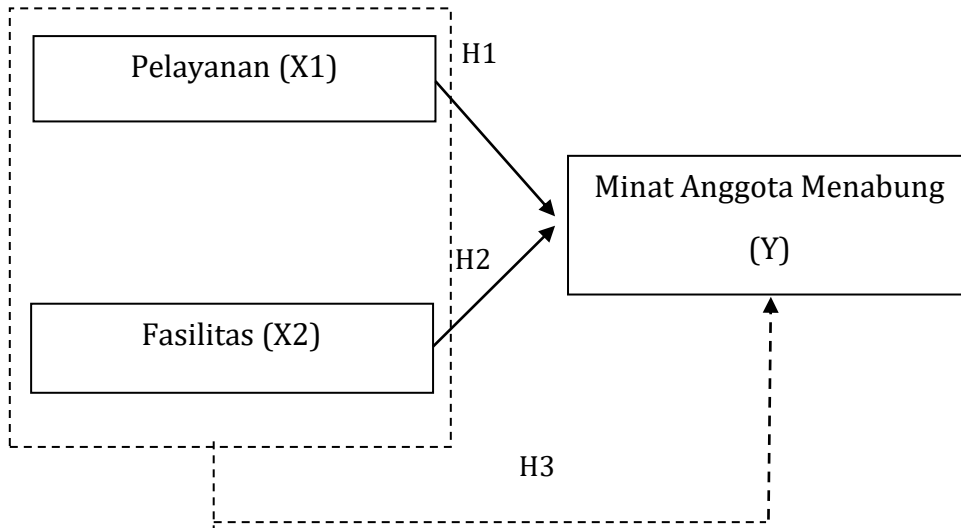 Pelayanan (X1)
H1
Minat Anggota Menabung
(Y)
H2
Fasilitas (X2)
H3